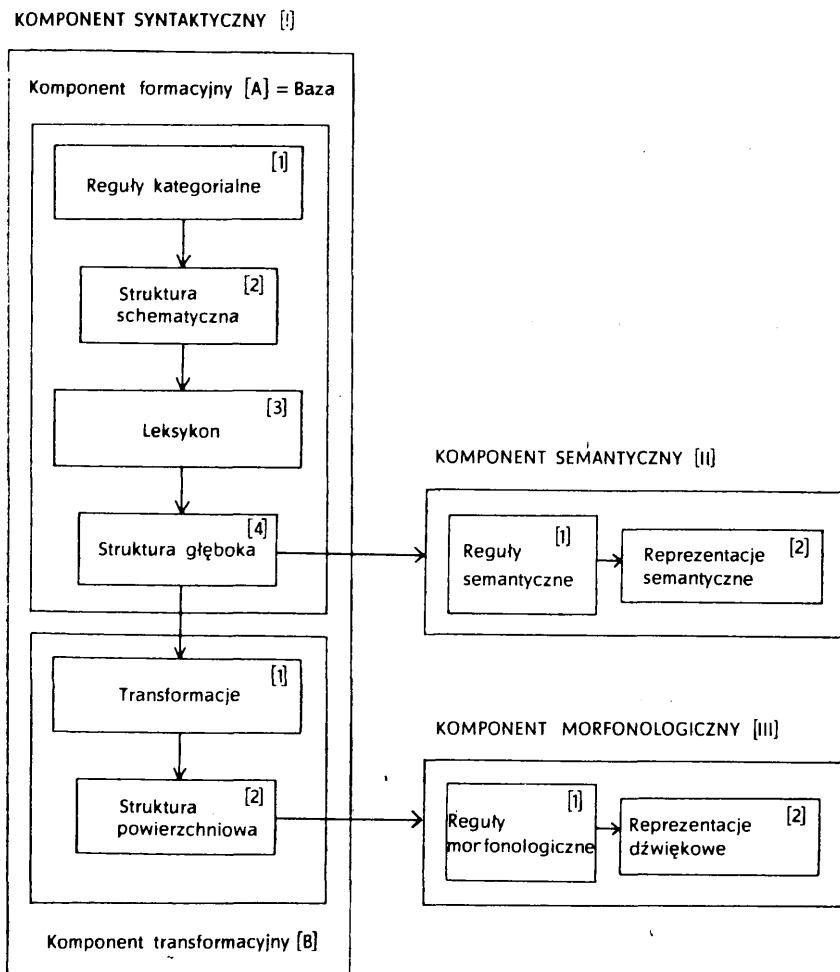 KOMPONENT SYNTAKTYCZNY [I]
Komponent formacyjny [A] = Baza
[1]
Reguły kategorialne
[2]
Struktura
schematyczna
[3]
Leksykon
[4]
Struktura głęboka
KOMPONENT SEMANTYCZNY [II]
[1]
Reguły
semantyczne
[2]
Reprezentacje
semantyczne
[1]
Transformacje
[2]
Struktura
powierzchniowa
KOMPONENT MORFONOLOGICZNY [III]
[1]
Reguły
morfonologiczne
[2]
Reprezentacje
dźwiękowe
Komponent transformacyjny [B]